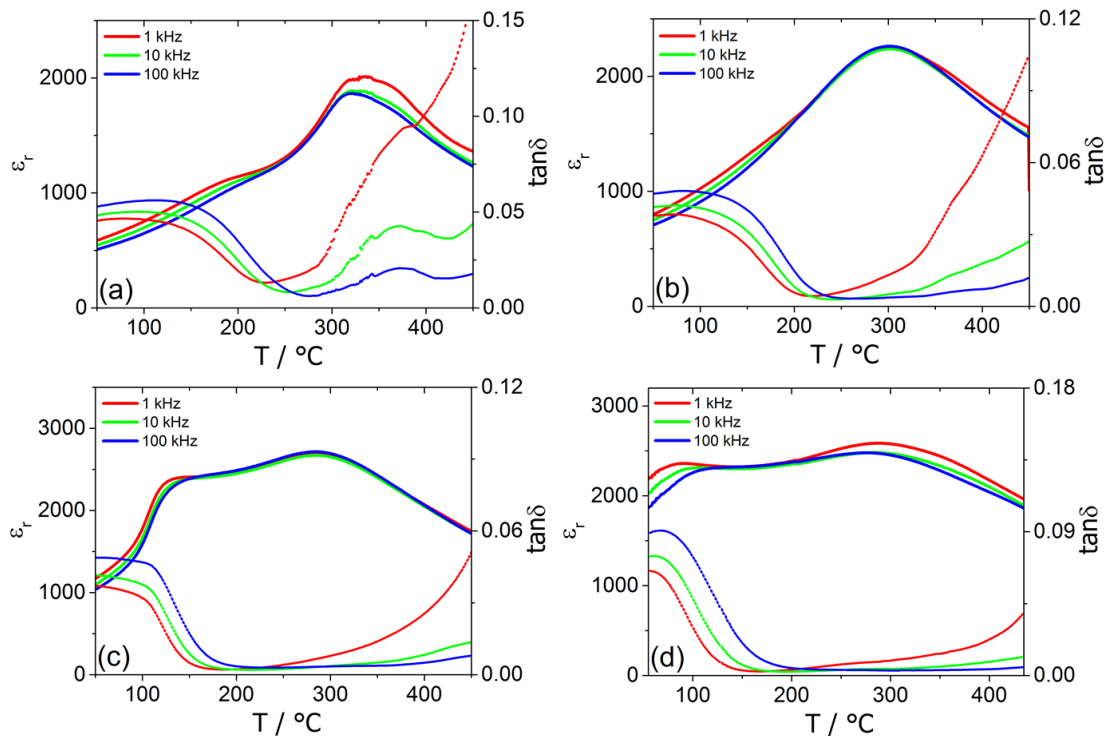 1 kHz
10 kHz
100 kHz
2000
1000
0
εr
0.15
0.10
0.05
0.00
tanδ
100 200 300 400
T / °C
(a)
1 kHz
10 kHz
100 kHz
2000
1000
0
εr
0.12
0.06
0.00
tanδ
100 200 300 400
T / °C
(b)
1 kHz
10 kHz
100 kHz
3000
2000
1000
0
εr
0.12
0.06
0.00
tanδ
100 200 300 400
T / °C
(c)
1 kHz
10 kHz
100 kHz
3000
2000
1000
0
εr
0.18
0.09
0.00
tanδ
100 200 300 400
T / °C
(d)